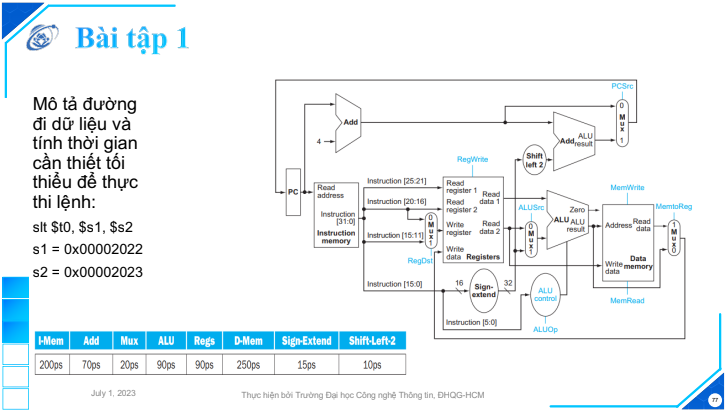 Bài tập 1
Mô tả đường
đi dữ liệu và
tính thời gian
cần thiết tối
thiểu để thực
thi lệnh:
slt $t0, $s1, $s2
s1 = 0x00002022
s2 = 0x00002023
PCSrc
0
M
u
x
1
Add
4
Add ALU
result
Shift
left 2
RegWrite
PC
Read
address
Instruction
[31:0]
Instruction
memory
Instruction [25:21]
Instruction [20:16]
Instruction [15:11]
Instruction [15:0]
Instruction [5:0]
0
M
u
x
1
RegDst
Read
register 1
Read
register 2
Write
register
Write
data
Read
data 1
Read
data 2
Registers
16
Sign-
extend
32
ALUSrc
0
M
u
x
1
Zero
ALU ALU
result
ALU
control
ALUOp
MemWrite
Address
Read
data
Write
data
Data
memory
MemRead
MemtoReg
1
M
u
x
0
I-Mem Add Mux ALU Regs D-Mem Sign-Extend Shift-Left-2
200ps 70ps 20ps 90ps 90ps 250ps 15ps 10ps
July 1, 2023
Thực hiện bởi Trường Đại học Công nghệ Thông tin, ĐHQG-HCM
77